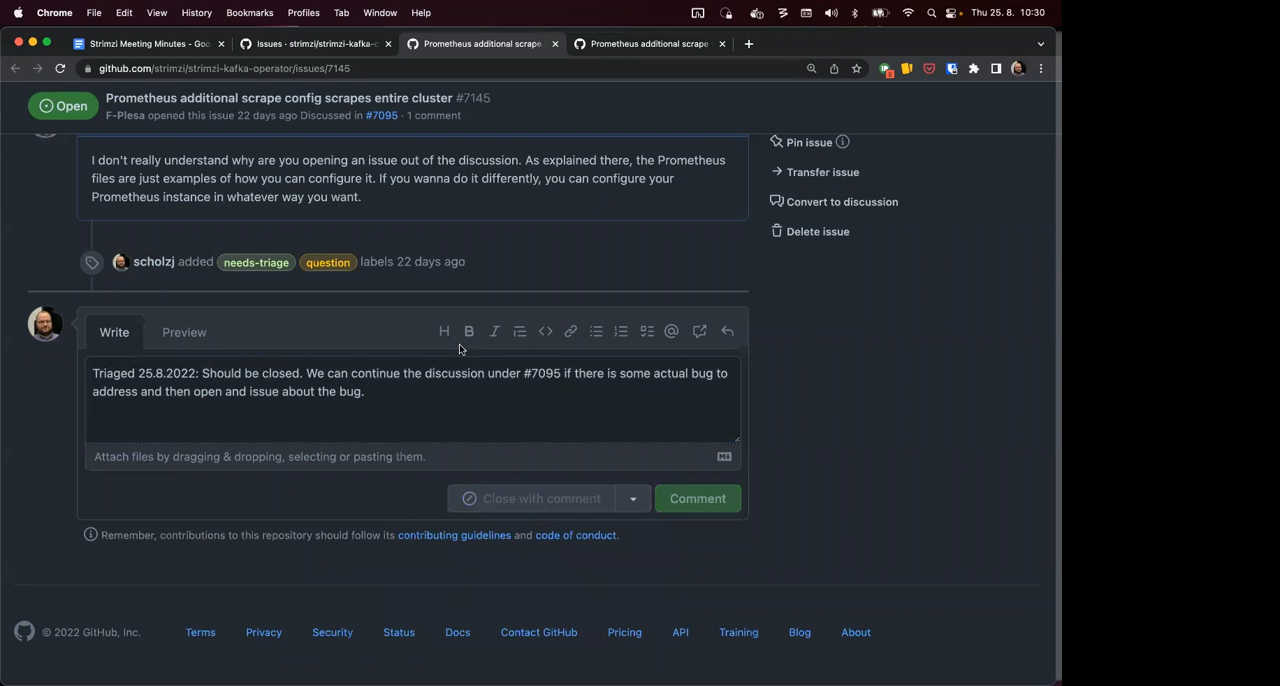 Chrome File Edit View History Bookmarks Profiles Tab Window Help Thu 25. 8. 10:30
Strimzi Meeting Minutes - Goo Issues · strimzi/strimzi-kafka-c Prometheus additional scrape Prometheus additional scrape
github.com/strimzi/strimzi-kafka-operator/issues/7145
Open
Prometheus additional scrape config scrapes entire cluster #7145
F-Plesa opened this issue 22 days ago Discussed in #7095 · 1 comment
I don't really understand why are you opening an issue out of the discussion. As explained there, the Prometheus
files are just examples of how you can configure it. If you wanna do it differently, you can configure your
Prometheus instance in whatever way you want.
Pin issue
Transfer issue
Convert to discussion
Delete issue
scholzj added needs-triage question labels 22 days ago
Write Preview
Triaged 25.8.2022: Should be closed. We can continue the discussion under #7095 if there is some actual bug to
address and then open and issue about the bug.
Attach files by dragging & dropping, selecting or pasting them.
Close with comment Comment
Remember, contributions to this repository should follow its contributing guidelines and code of conduct.
© 2022 GitHub, Inc. Terms Privacy Security Status Docs Contact GitHub Pricing API Training Blog About